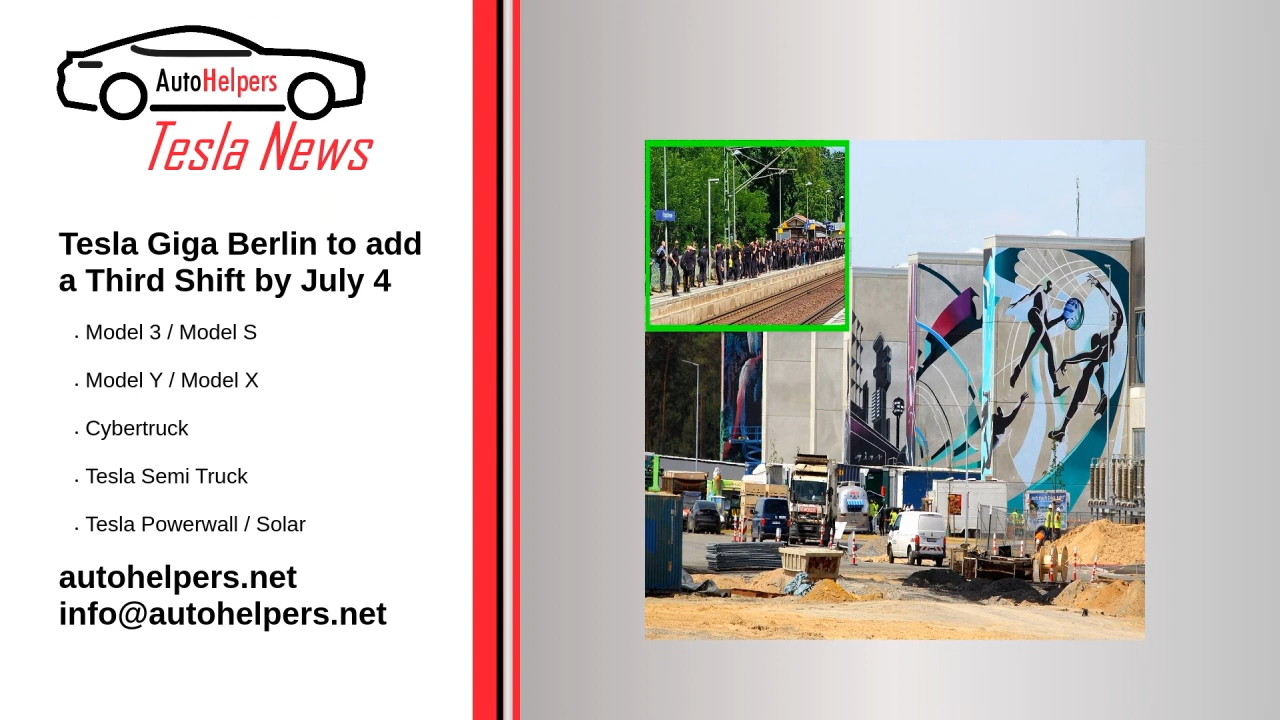 AutoHelpers
Tesla News
Tesla Giga Berlin to add
a Third Shift by July 4
. Model 3 / Model S
. Model Y / Model X
. Cybertruck
. Tesla Semi Truck
. Tesla Powerwall / Solar
autohelpers.net
info@autohelpers.net